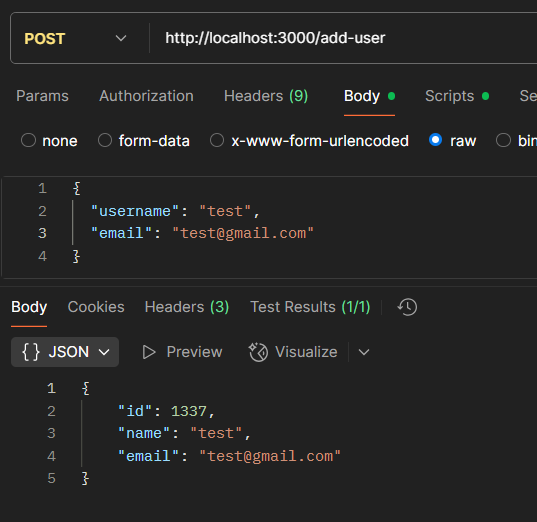 POST http://localhost:3000/add-user
Params Authorization Headers (9) Body Scripts Se
none form-data x-www-form-urlencoded raw bin
1 {
2 "username": "test",
3 "email": "test@gmail.com"
4 }
Body Cookies Headers (3) Test Results (1/1)
{} JSON Preview Visualize
1 {
2 "id": 1337,
3 "name": "test",
4 "email": "test@gmail.com"
5 }